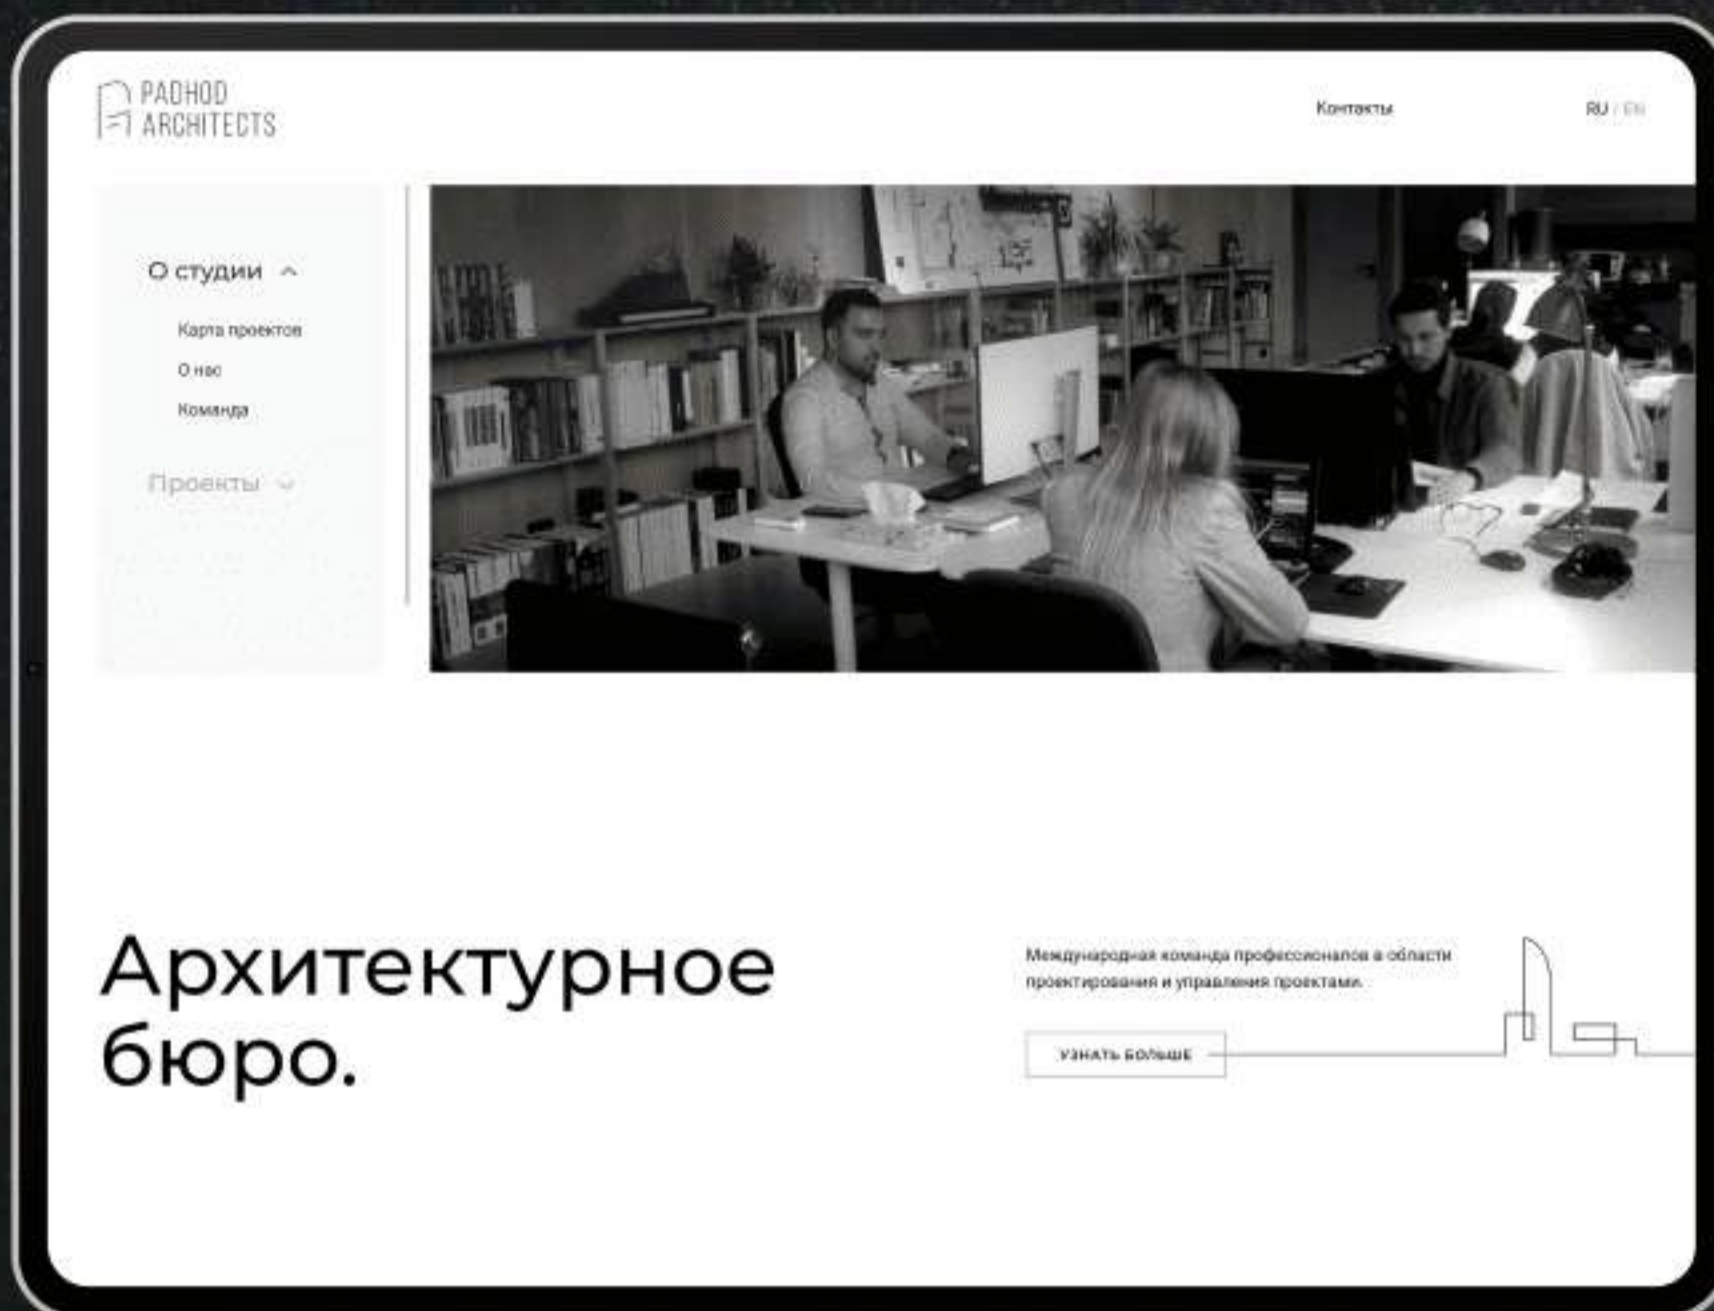 PADHOD
ARCHITECTS
Контакты
RU / EN
О студии
Карта проектов
О нас
Команда
Проекты
Архитектурное
бюро.
Международная команда профессионалов в области
проектирования и управления проектами.
УЗНАТЬ БОЛЬШЕ